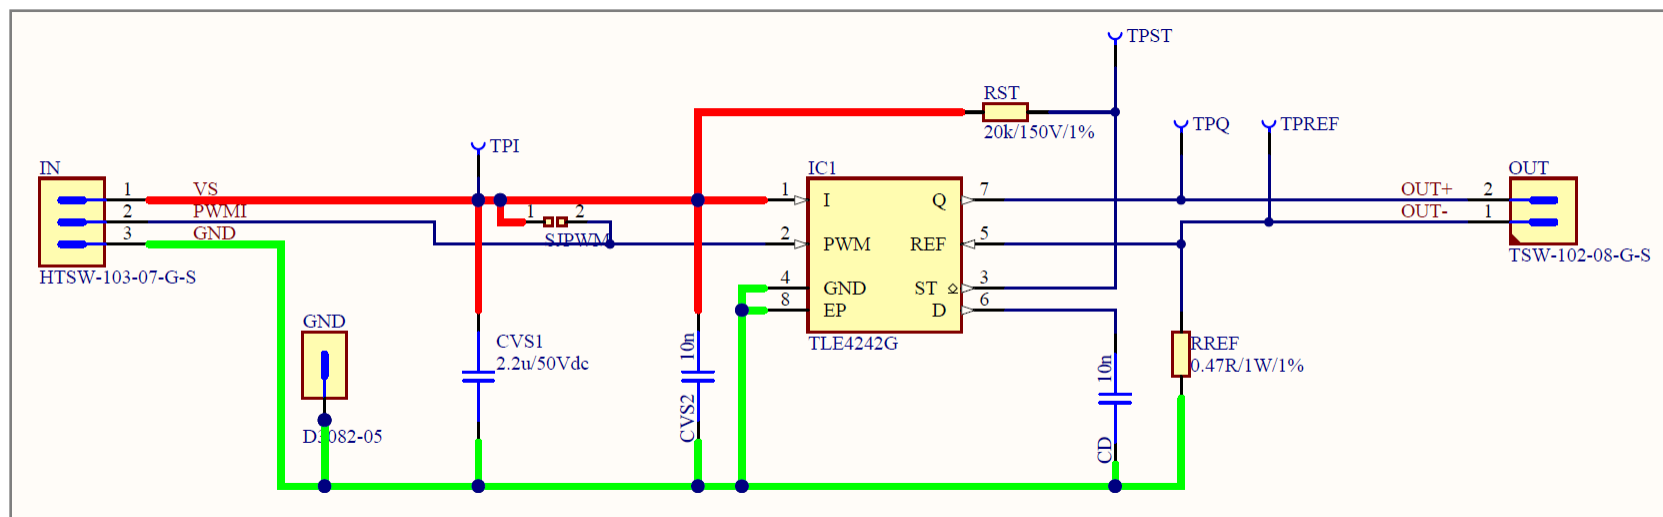 TPST
RST
20k/150V/1%
TPQ
TPREF
TPI
IN
1
VS
2
PWMI
3
GND
HTSW-103-07-G-S
1
2
SJPWM
IC1
1
I
Q
7
2
PWM
REF
5
4
GND
ST
3
8
EP
D
6
TLE4242G
OUT
OUT+
2
OUT-
1
TSW-102-08-G-S
GND
D3082-05
CVS1
2.2u/50Vdc
10n
CVS2
10n
CD
RREF
0.47R/1W/1%